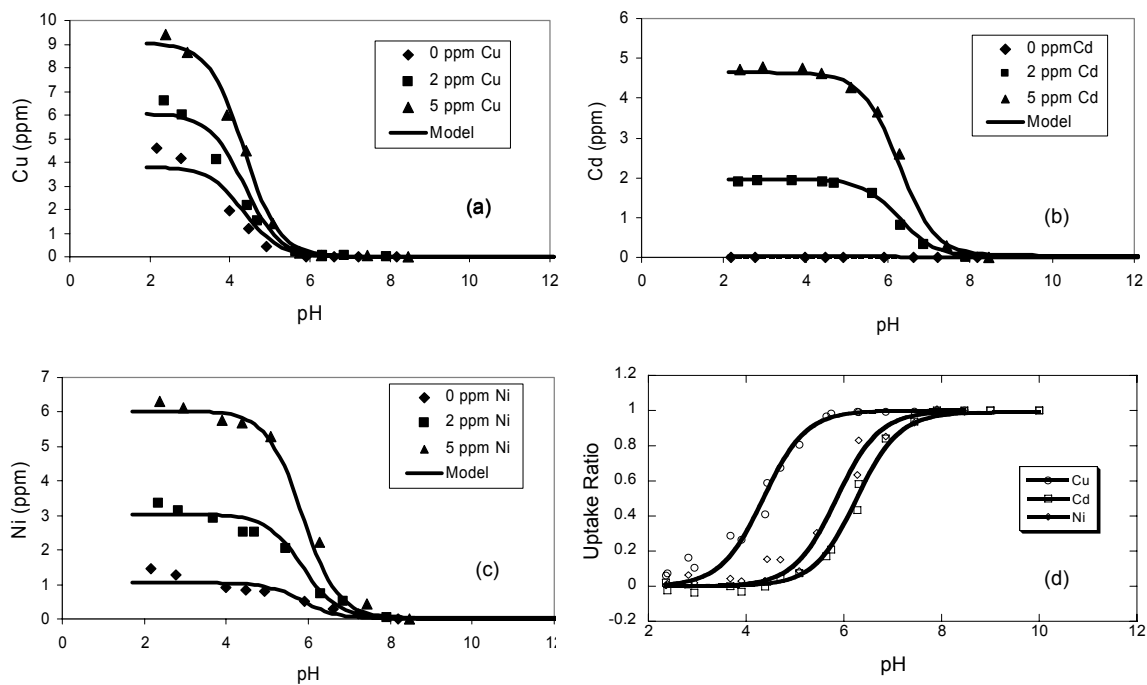 10
9
8
7
6
5
4
3
2
1
0
Cu (ppm)
0 ppm Cu
2 ppm Cu
5 ppm Cu
Model
(a)
0 2 4 6 8 10 12
pH
6
5
4
3
2
1
0
Cd (ppm)
0 ppmCd
2 ppm Cd
5 ppm Cd
Model
(b)
0 2 4 6 8 10 12
pH
7
6
5
4
3
2
1
0
Ni (ppm)
0 ppm Ni
2 ppm Ni
5 ppm Ni
Model
(c)
0 2 4 6 8 10 12
pH
1.2
1
0.8
0.6
0.4
0.2
0
-0.2
Uptake Ratio
Cu
Cd
Ni
(d)
2 4 6 8 10 12
pH